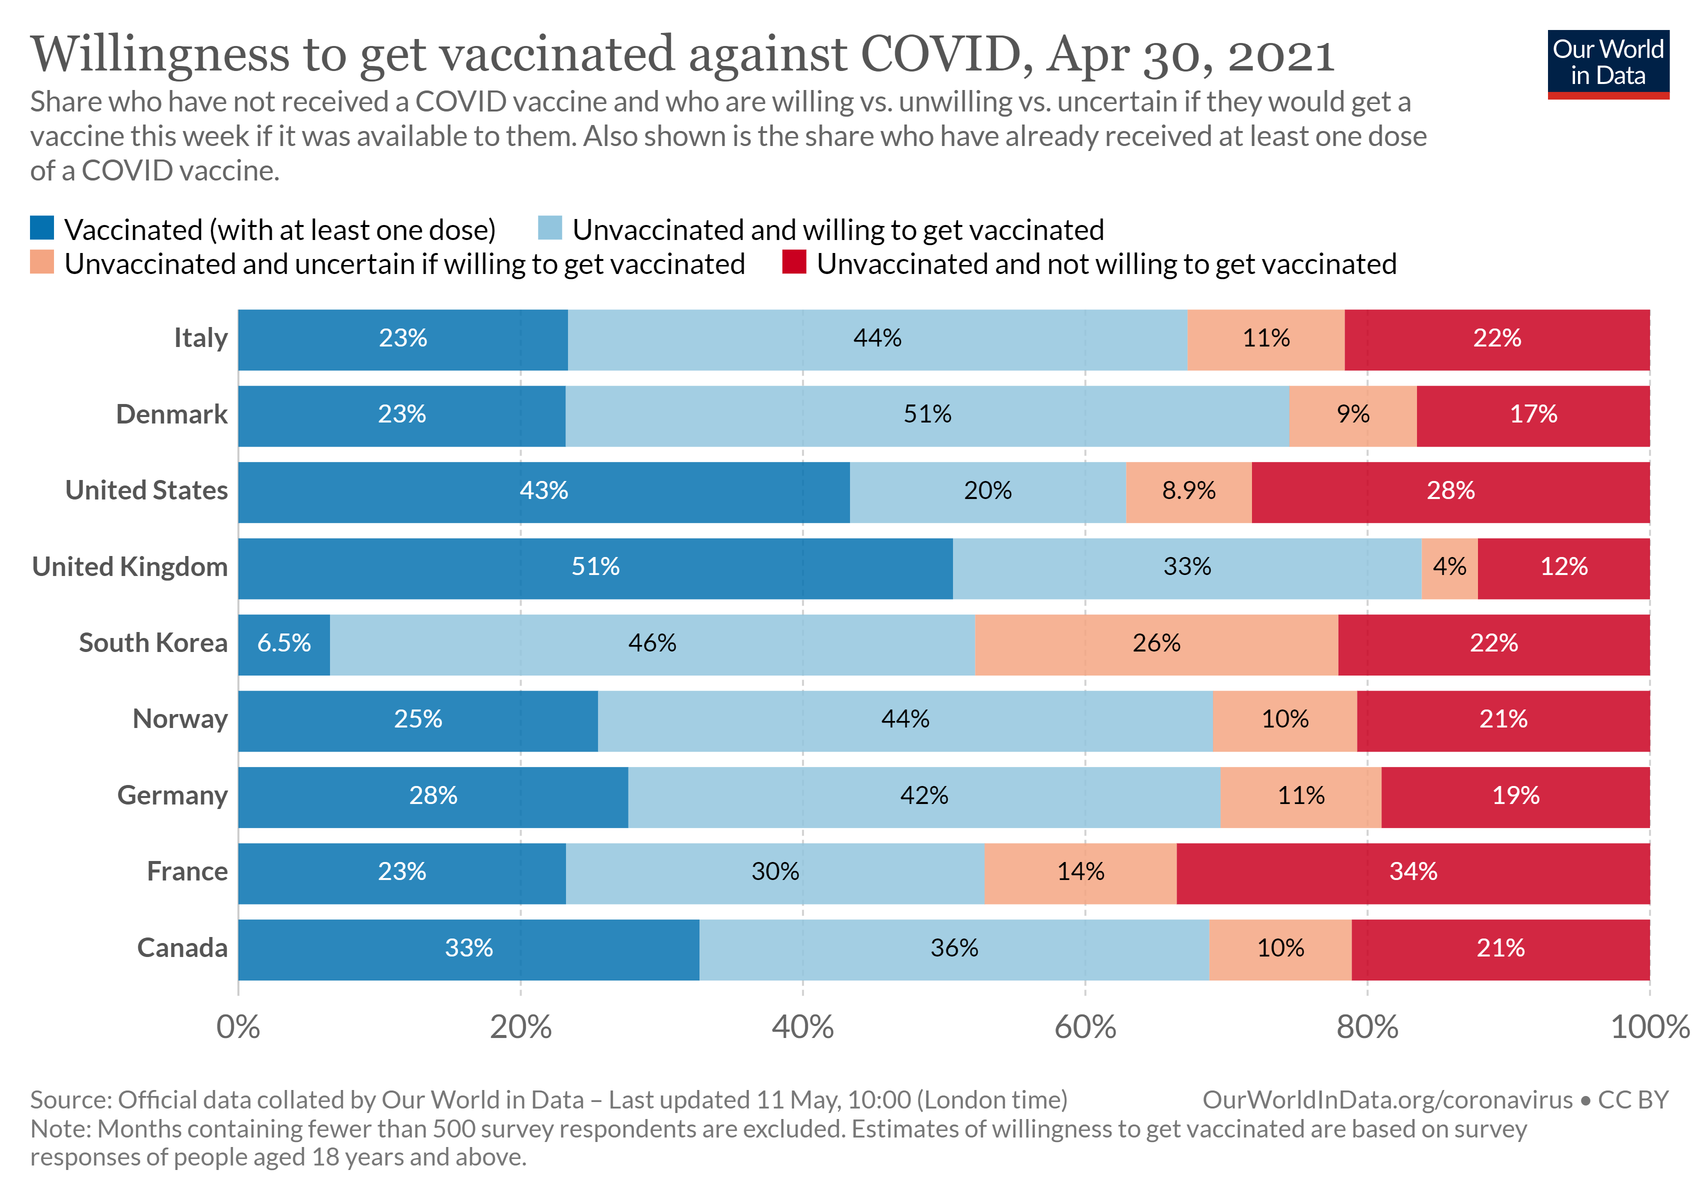 Willingness to get vaccinated against COVID, Apr 30, 2021
Our World
in Data
Share who have not received a COVID vaccine and who are willing vs. unwilling vs. uncertain if they would get a
vaccine this week if it was available to them. Also shown is the share who have already received at least one dose
of a COVID vaccine.
Vaccinated (with at least one dose) Unvaccinated and willing to get vaccinated
Unvaccinated and uncertain if willing to get vaccinated Unvaccinated and not willing to get vaccinated
Italy 23% 44% 11% 22%
Denmark 23% 51% 9% 17%
United States 43% 20% 8.9% 28%
United Kingdom 51% 33% 4% 12%
South Korea 6.5% 46% 26% 22%
Norway 25% 44% 10% 21%
Germany 28% 42% 11% 19%
France 23% 30% 14% 34%
Canada 33% 36% 10% 21%
0% 20% 40% 60% 80% 100%
Source: Official data collated by Our World in Data – Last updated 11 May, 10:00 (London time) OurWorldInData.org/coronavirus • CC BY
Note: Months containing fewer than 500 survey respondents are excluded. Estimates of willingness to get vaccinated are based on survey
responses of people aged 18 years and above.